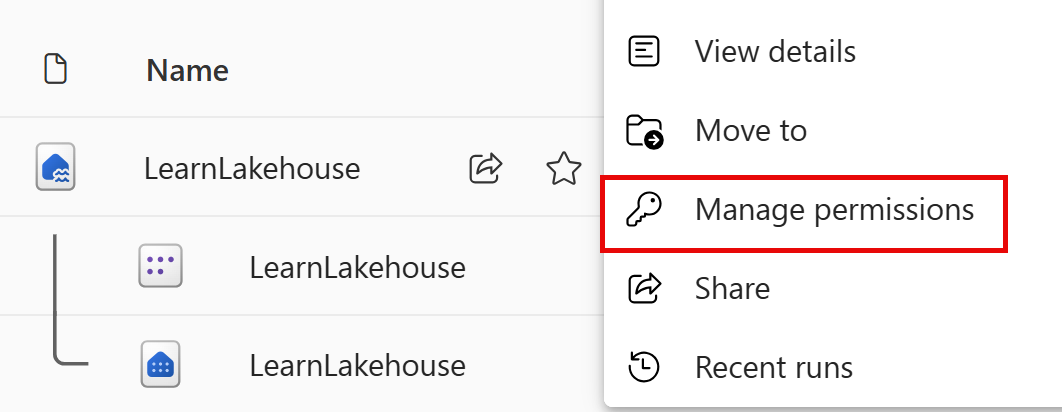 Name
LearnLakehouse
LearnLakehouse
LearnLakehouse
View details
Move to
Manage permissions
Share
Recent runs